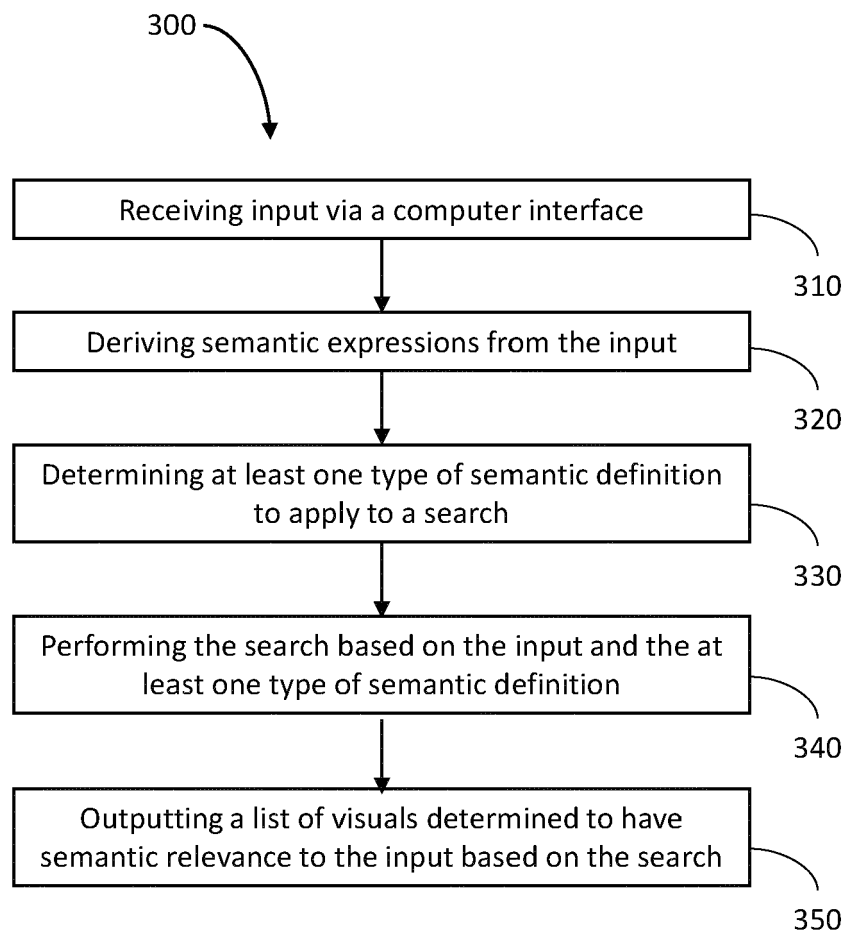 300
Receiving input via a computer interface
310
Deriving semantic expressions from the input
320
Determining at least one type of semantic definition
to apply to a search
330
Performing the search based on the input and the at
least one type of semantic definition
340
Outputting a list of visuals determined to have
semantic relevance to the input based on the search
350